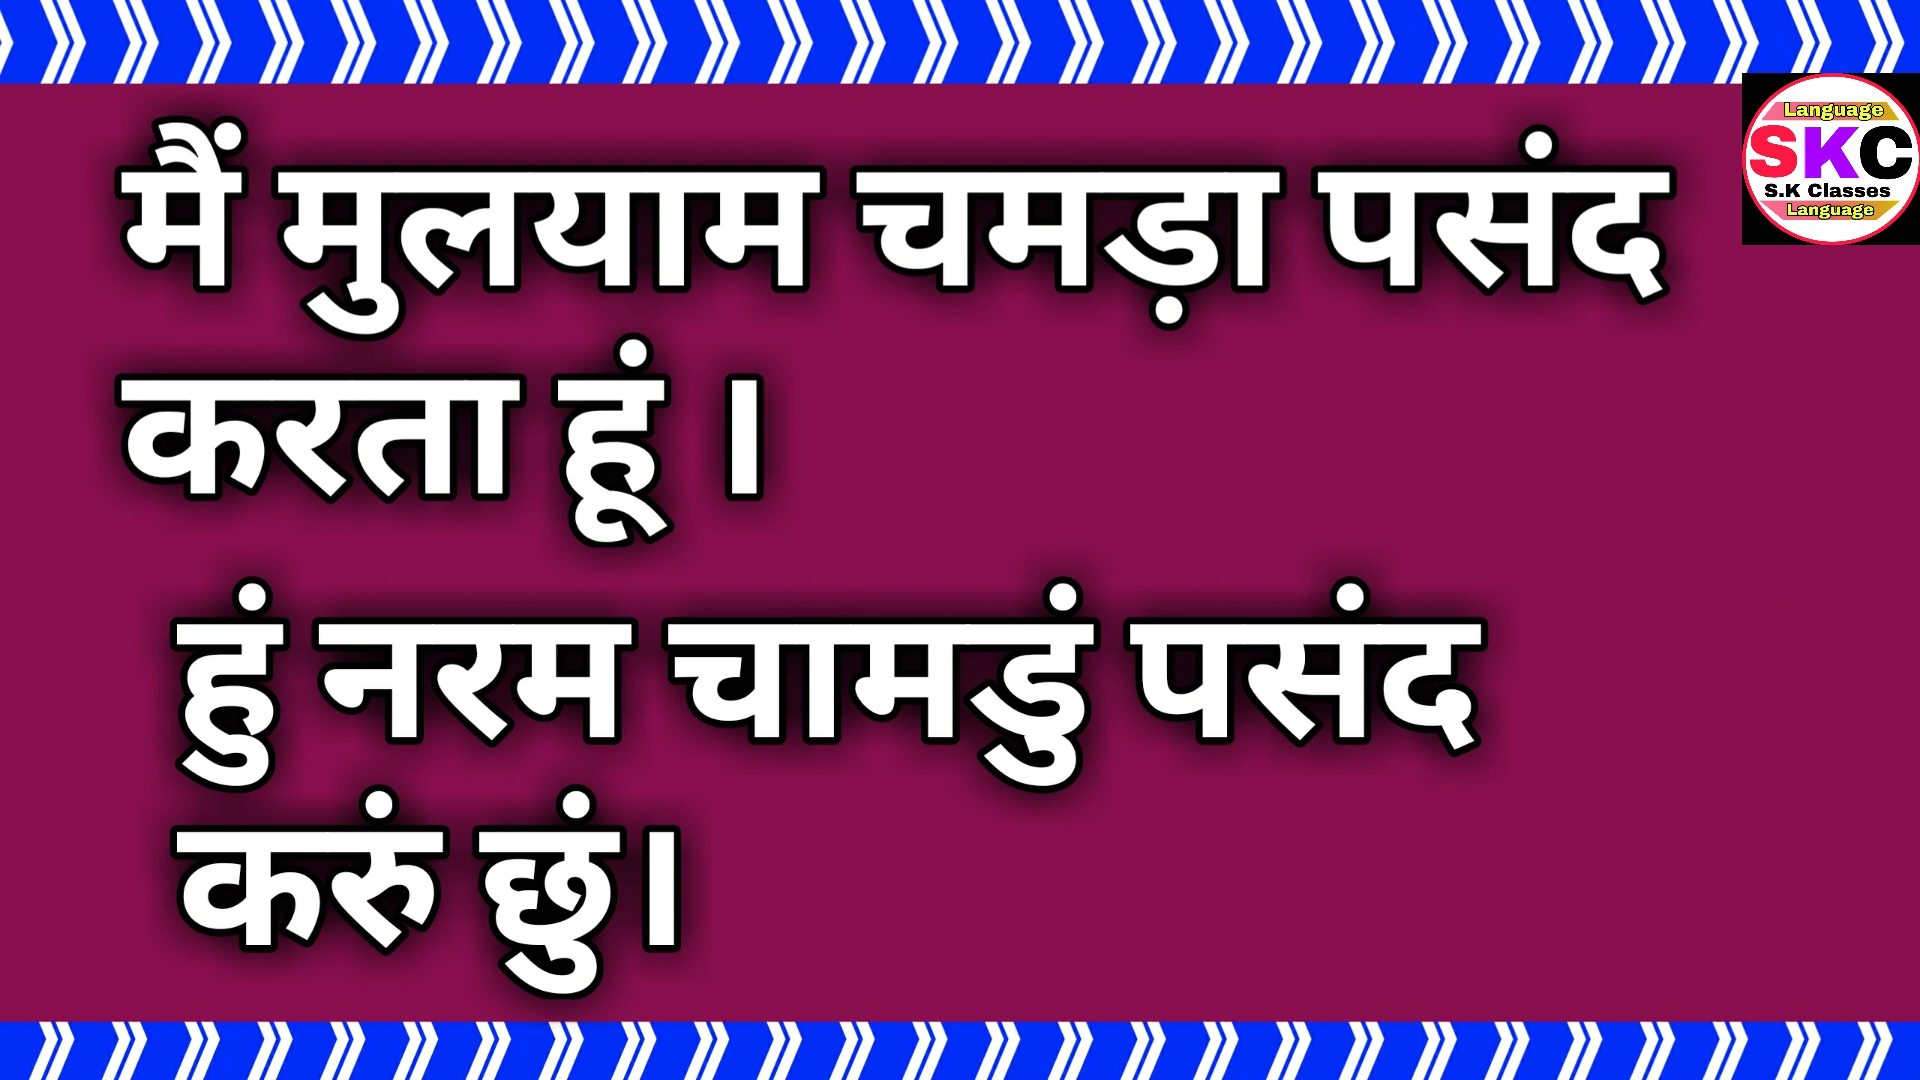 Language
SKC
S.K Classes
Language
मैं मुलयाम चमड़ा पसंद
करता हूं ।
हुं नरम चामडुं पसंद
करुं छुं।